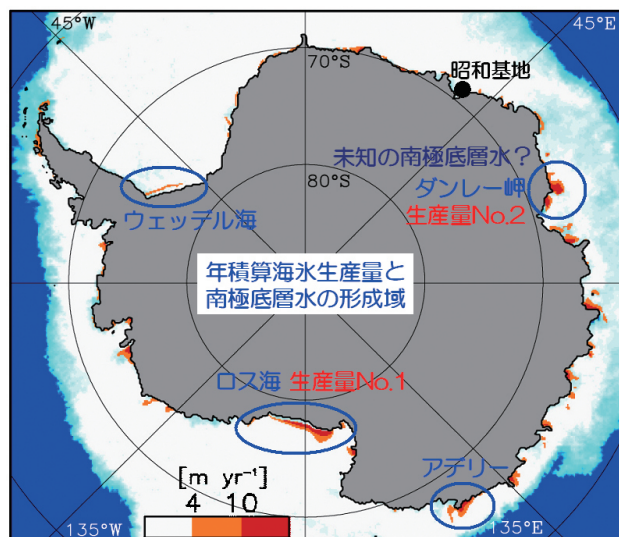 45°W
45°E
70°S
昭和基地
未知の南極底層水？
80°S
ダンレー岬
生産量No.2
ウェッデル海
年積算海氷生産量と
南極底層水の形成域
ロス海 生産量No.1
アデリー
[m yr⁻¹]
4 10
135°W
135°E